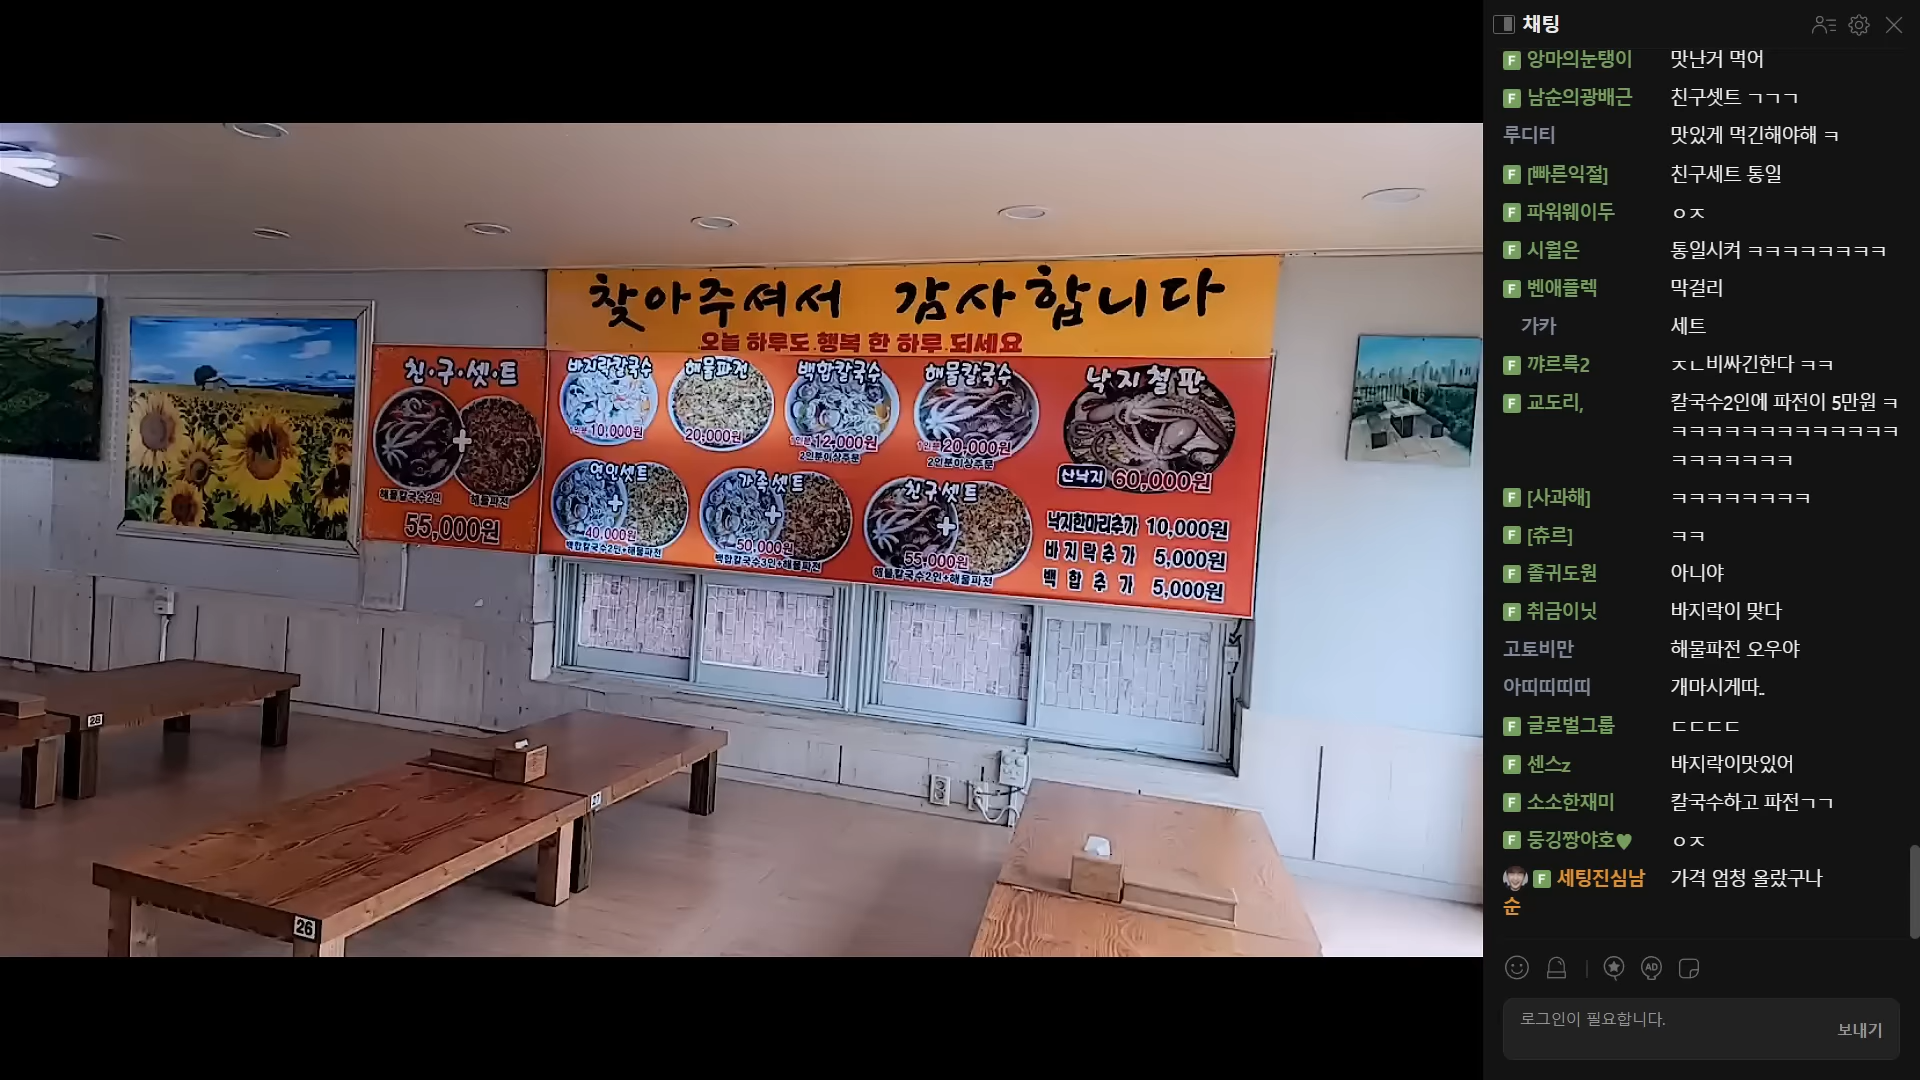 찾아주셔서 감사합니다
오늘 하루도 행복 한 하루 되세요
친·구·셋·트
해물칼국수2인
해물파전
55,000원
바지락칼국수
1인분 10,000원
해물파전
20,000원
백합칼국수
1인분 12,000원
2인분이상주문
해물칼국수
1인분 20,000원
2인분이상주문
낙지철판
산낙지 60,000원
연인셋트
40,000원
백합칼국수2인+해물파전
가족셋트
50,000원
백합칼국수3인+해물파전
친구셋트
55,000원
해물칼국수2인+해물파전
낙지한마리추가 10,000원
바지락추가 5,000원
백합추가 5,000원
28
27
26
채팅
F 앙마의눈탱이 맛난거 먹어
F 남순의광배근 친구셋트 ㄱㄱㄱ
루디티 맛있게 먹긴해야해 ㅋ
F [빠른익절] 친구세트 통일
F 파워웨이두 ㅇㅈ
F 시월은 통일시켜 ㅋㅋㅋㅋㅋㅋㅋㅋ
F 벤애플렉 막걸리
가카 세트
F 꺄르륵2 ㅈㄴ비싸긴한다 ㅋㅋ
F 교도리, 칼국수2인에 파전이 5만원 ㅋ
ㅋㅋㅋㅋㅋㅋㅋㅋㅋㅋㅋㅋㅋ
ㅋㅋㅋㅋㅋㅋㅋ
F [사과해] ㅋㅋㅋㅋㅋㅋㅋㅋ
F [츄르] ㅋㅋ
F 졸귀도원 아니야
F 취금이닛 바지락이 맞다
고토비만 해물파전 오우야
아띠띠띠띠 개마시게따..
F 글로벌그룹 ㄷㄷㄷㄷ
F 센스z 바지락이맛있어
F 소소한재미 칼국수하고 파전ㄱㄱ
F 둥깅짱야호♥ ㅇㅈ
F 세팅진심남 가격 엄청 올랐구나
순
AD
로그인이 필요합니다.
보내기